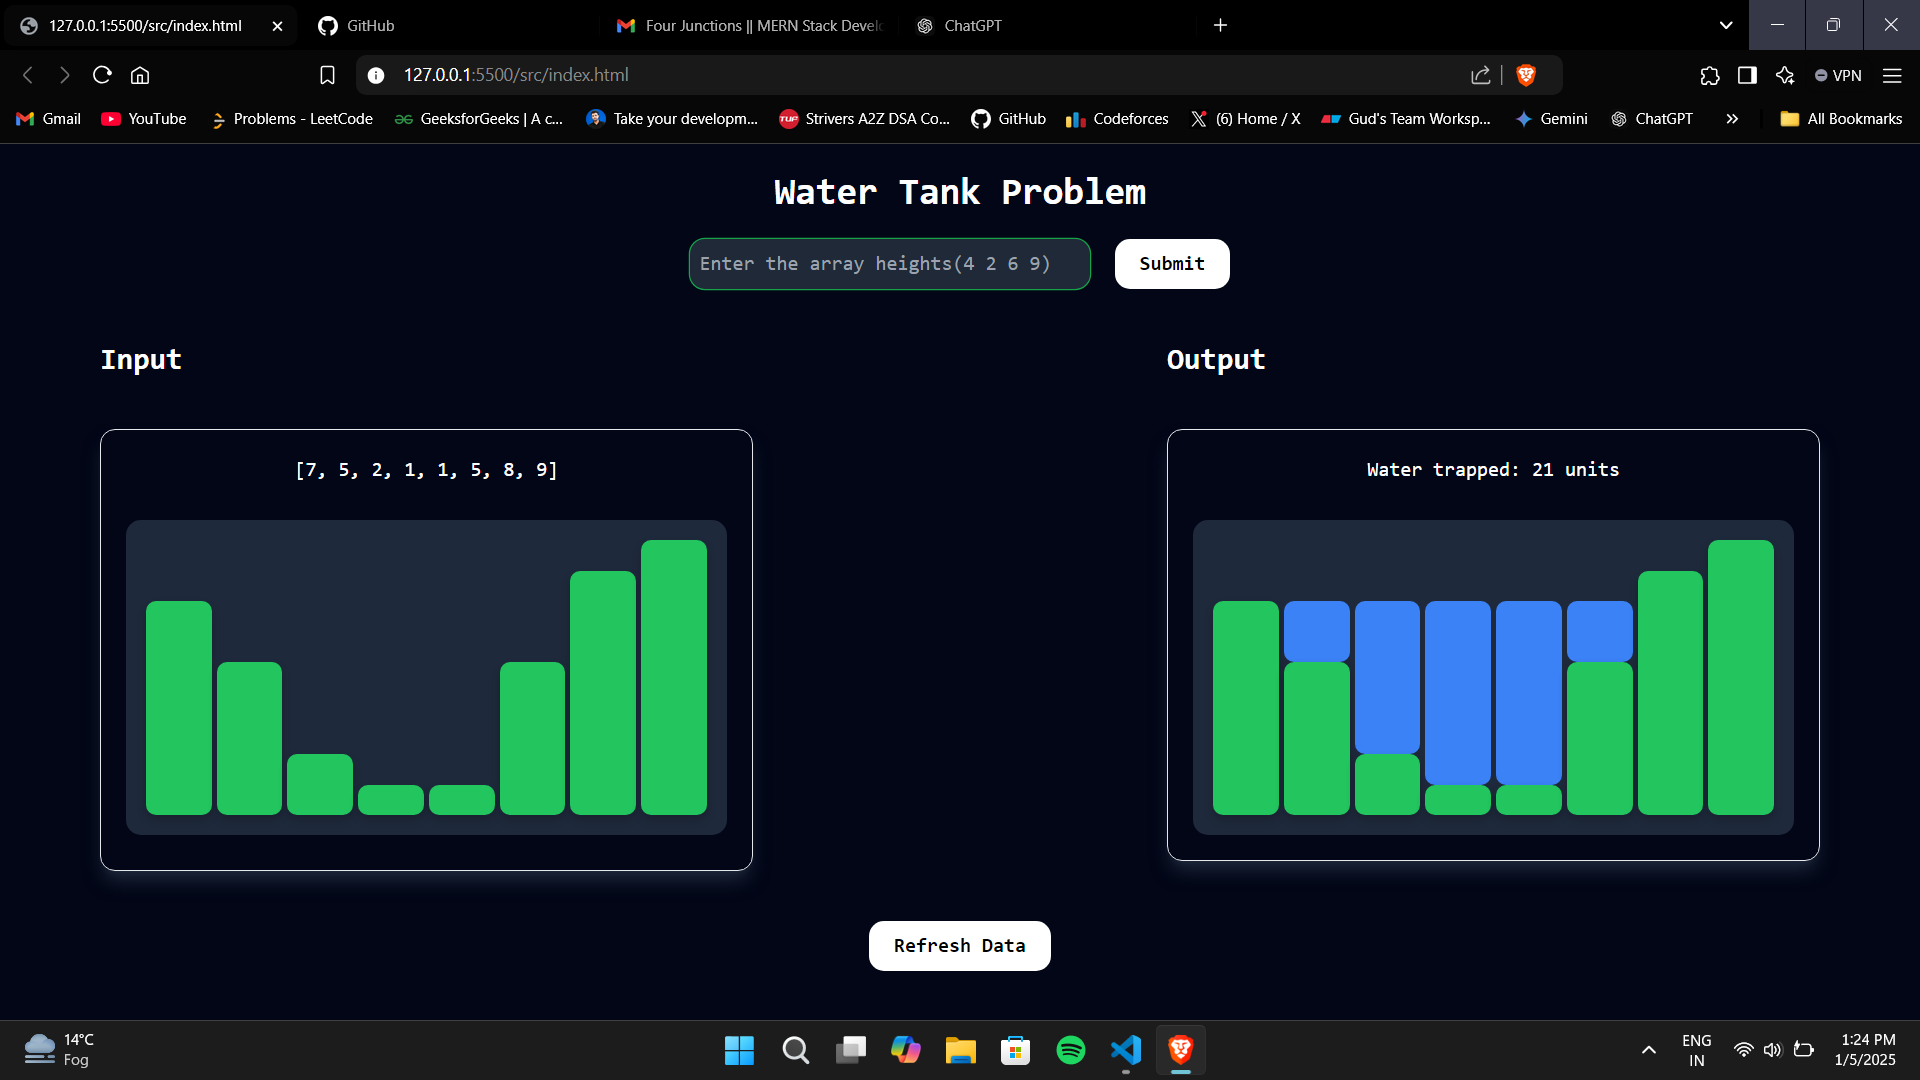 127.0.0.1:5500/src/index.html GitHub Four Junctions || MERN Stack Develo ChatGPT
127.0.0.1:5500/src/index.html VPN
Gmail YouTube Problems - LeetCode GeeksforGeeks | A c... Take your developm... TUF Strivers A2Z DSA Co... GitHub Codeforces (6) Home / X Gud's Team Worksp... Gemini ChatGPT All Bookmarks
Water Tank Problem
Enter the array heights(4 2 6 9) Submit
Input
Output
[7, 5, 2, 1, 1, 5, 8, 9]
Water trapped: 21 units
Refresh Data
14°C
Fog
ENG
IN
1:24 PM
1/5/2025